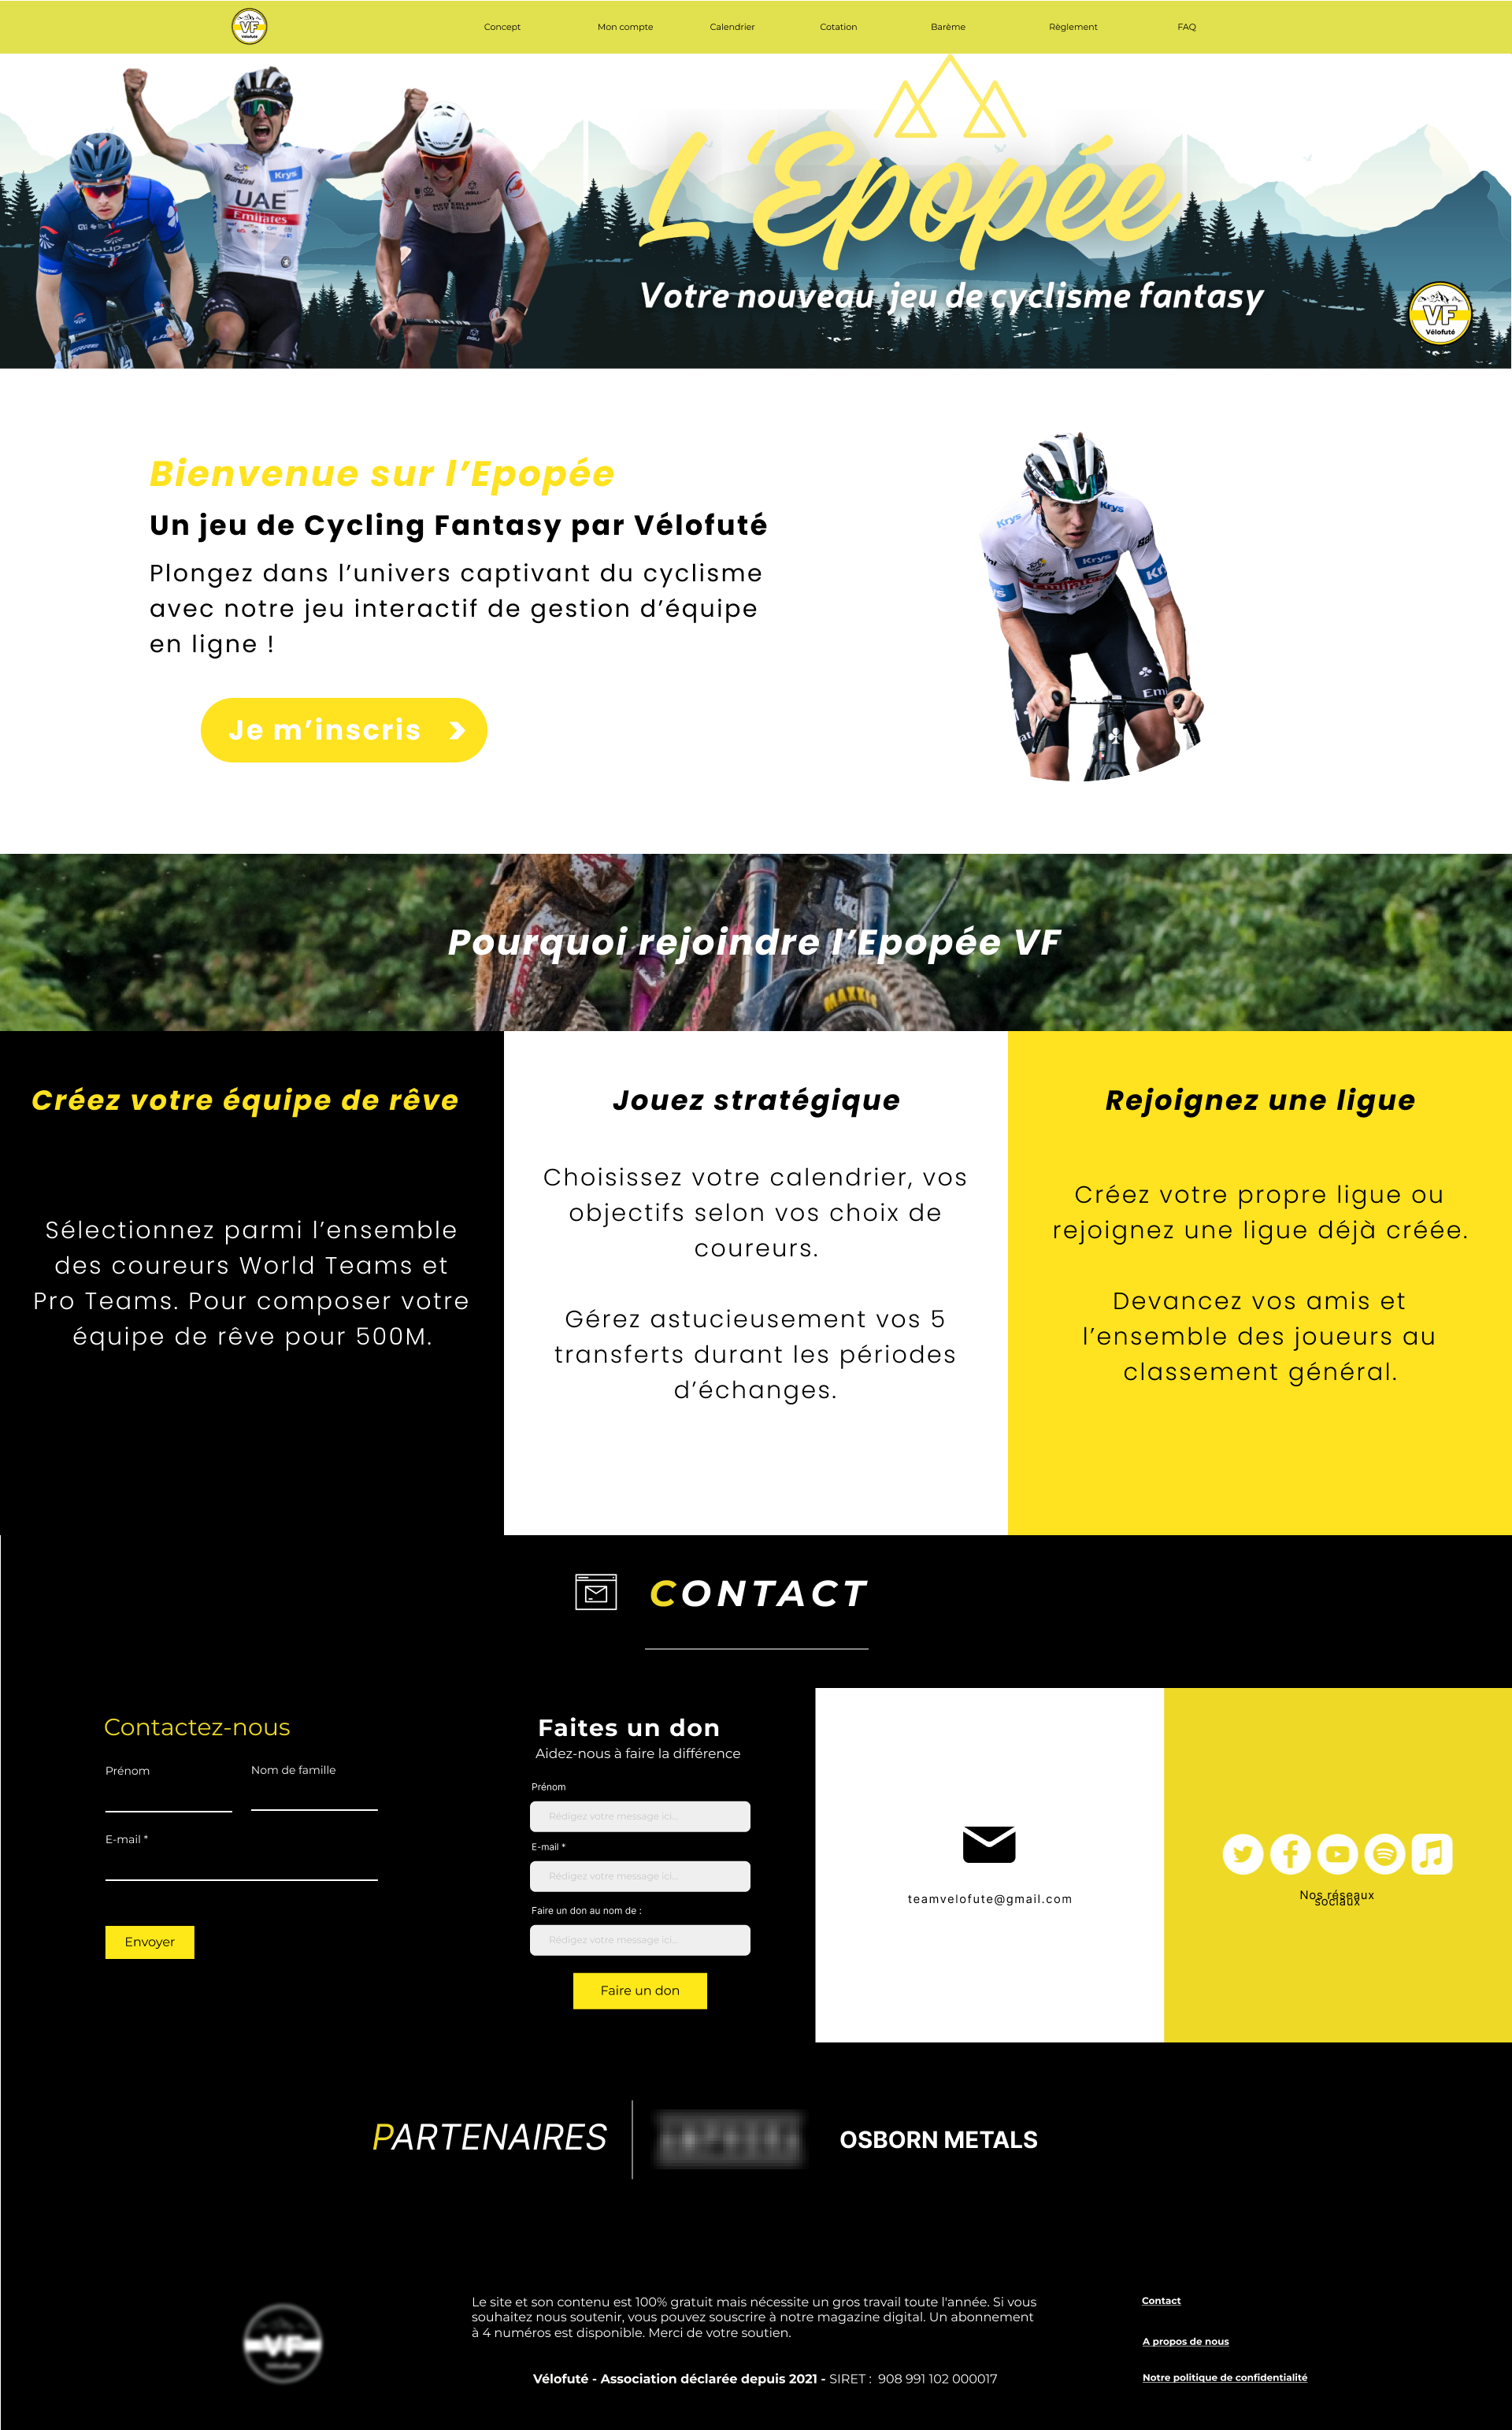 VF
Vélofuté
Concept
Mon compte
Calendrier
Cotation
Barème
Règlement
FAQ
Krys
Santini
UAE
Emirates
L'Epopée
Votre nouveau jeu de cyclisme fantasy
VF
Vélofuté
Bienvenue sur l’Epopée
Un jeu de Cycling Fantasy par Vélofuté
Plongez dans l’univers captivant du cyclisme
avec notre jeu interactif de gestion d’équipe
en ligne !
Je m’inscris
Krys
Krys
Krys
UAE
Pourquoi rejoindre l’Epopée VF
MAXXIS
Créez votre équipe de rêve
Sélectionnez parmi l’ensemble
des coureurs World Teams et
Pro Teams. Pour composer votre
équipe de rêve pour 500M.
Jouez stratégique
Choisissez votre calendrier, vos
objectifs selon vos choix de
coureurs.
Gérez astucieusement vos 5
transferts durant les périodes
d’échanges.
Rejoignez une ligue
Créez votre propre ligue ou
rejoignez une ligue déjà créée.
Devancez vos amis et
l’ensemble des joueurs au
classement général.
CONTACT
Contactez-nous
Prénom
Nom de famille
E-mail *
Envoyer
Faites un don
Aidez-nous à faire la différence
Prénom
Rédigez votre message ici...
E-mail *
Rédigez votre message ici...
Faire un don au nom de :
Rédigez votre message ici...
Faire un don
teamvelofute@gmail.com
Nos réseaux
sociaux
PARTENAIRES
OSBORN METALS
VF
Le site et son contenu est 100% gratuit mais nécessite un gros travail toute l'année. Si vous
souhaitez nous soutenir, vous pouvez souscrire à notre magazine digital. Un abonnement
à 4 numéros est disponible. Merci de votre soutien.
Vélofuté - Association déclarée depuis 2021 - SIRET : 908 991 102 000017
Contact
A propos de nous
Notre politique de confidentialité